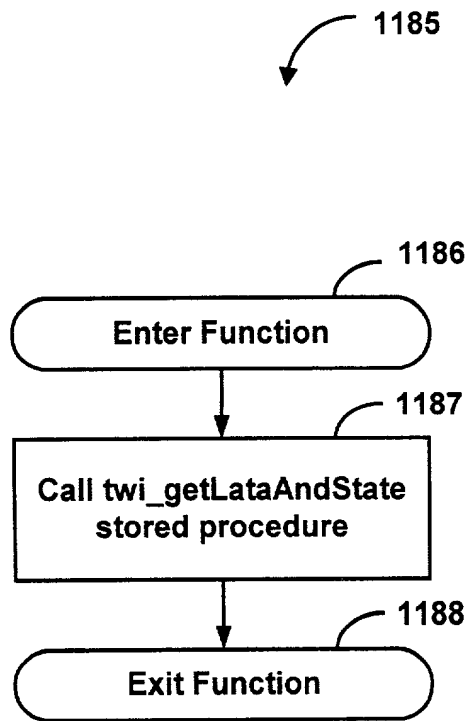 1185
1186
Enter Function
1187
Call twi_getLataAndState
stored procedure
1188
Exit Function